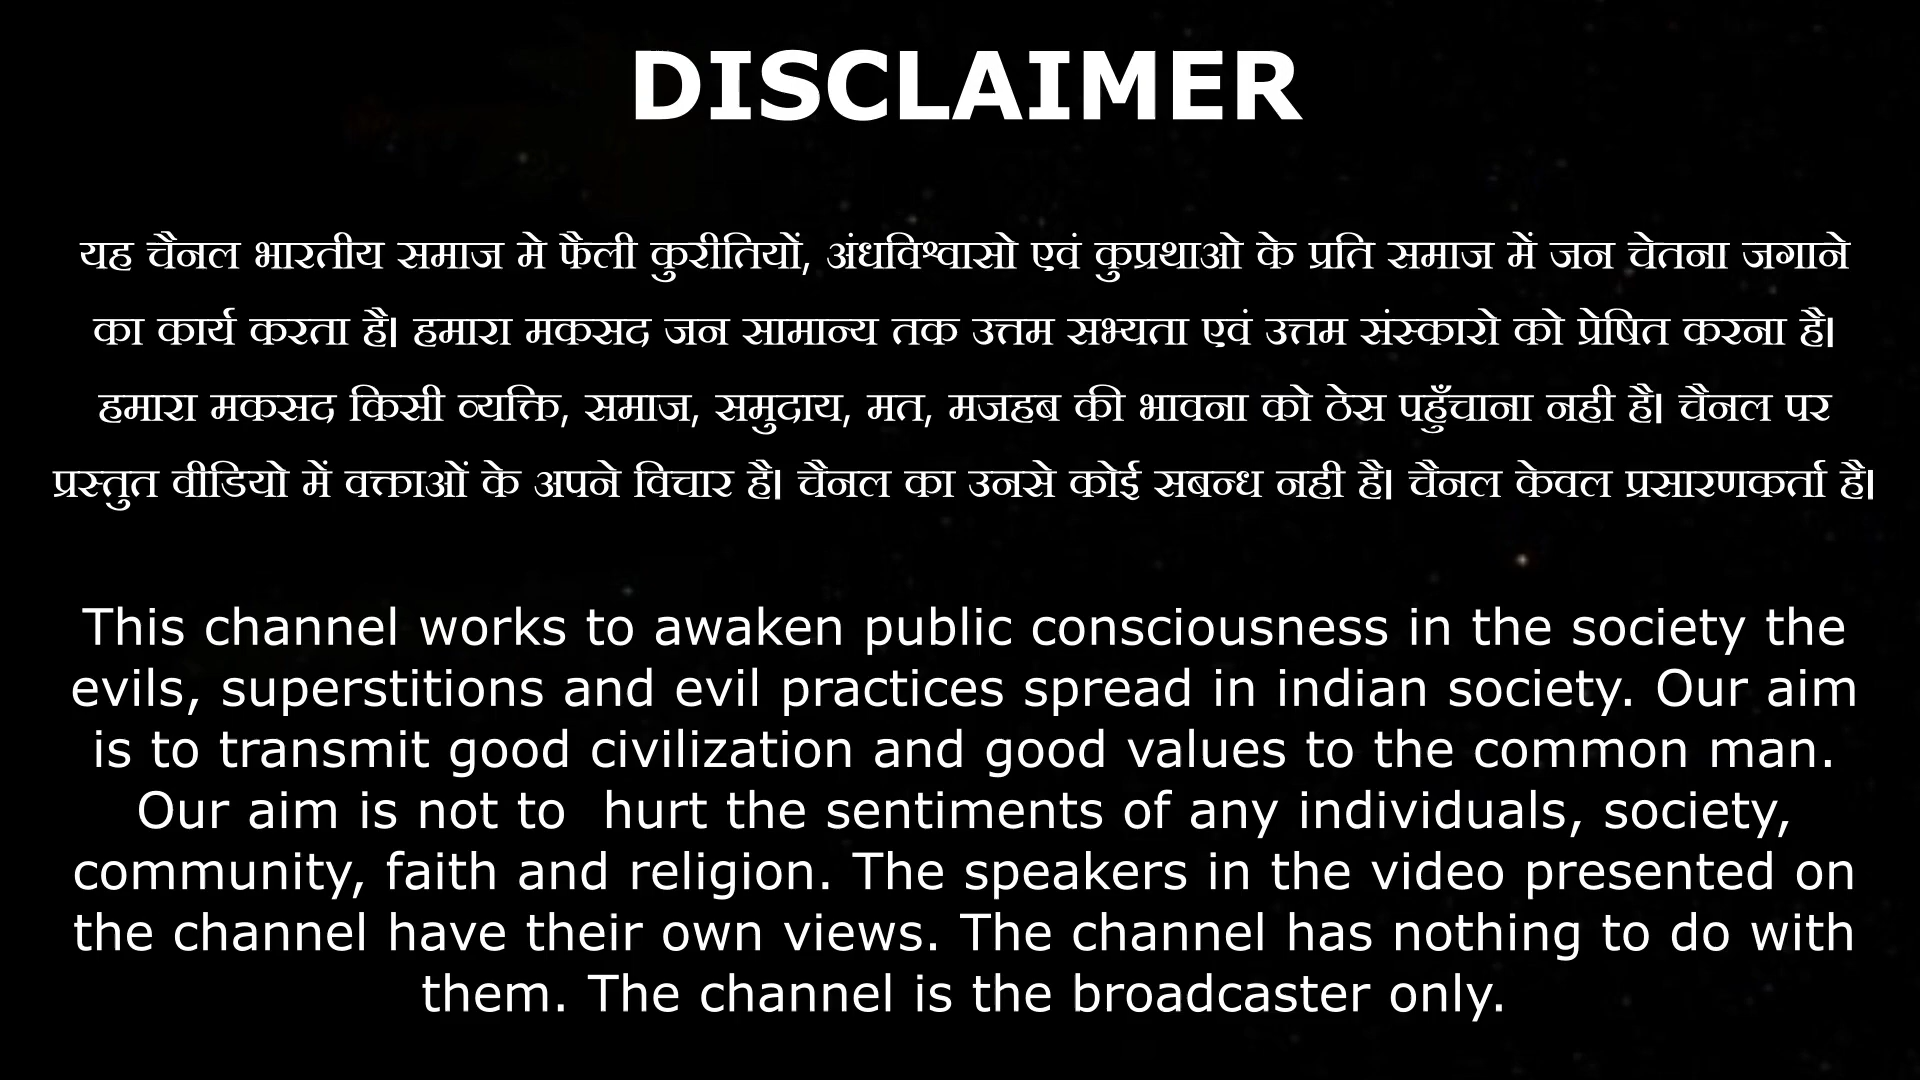 DISCLAIMER
यह चैनल भारतीय समाज मे फैली कुरीतियों, अंधविश्वासो एवं कुप्रथाओ के प्रति समाज में जन चेतना जगाने
का कार्य करता है। हमारा मकसद जन सामान्य तक उत्तम सभ्यता एवं उत्तम संस्कारो को प्रेषित करना है।
हमारा मकसद किसी व्यक्ति, समाज, समुदाय, मत, मजहब की भावना को ठेस पहुँचाना नही है। चैनल पर
प्रस्तुत वीडियो में वक्ताओं के अपने विचार है। चैनल का उनसे कोई सबन्ध नही है। चैनल केवल प्रसारणकर्ता है।
This channel works to awaken public consciousness in the society the
evils, superstitions and evil practices spread in indian society. Our aim
is to transmit good civilization and good values to the common man.
Our aim is not to  hurt the sentiments of any individuals, society,
community, faith and religion. The speakers in the video presented on
the channel have their own views. The channel has nothing to do with
them. The channel is the broadcaster only.